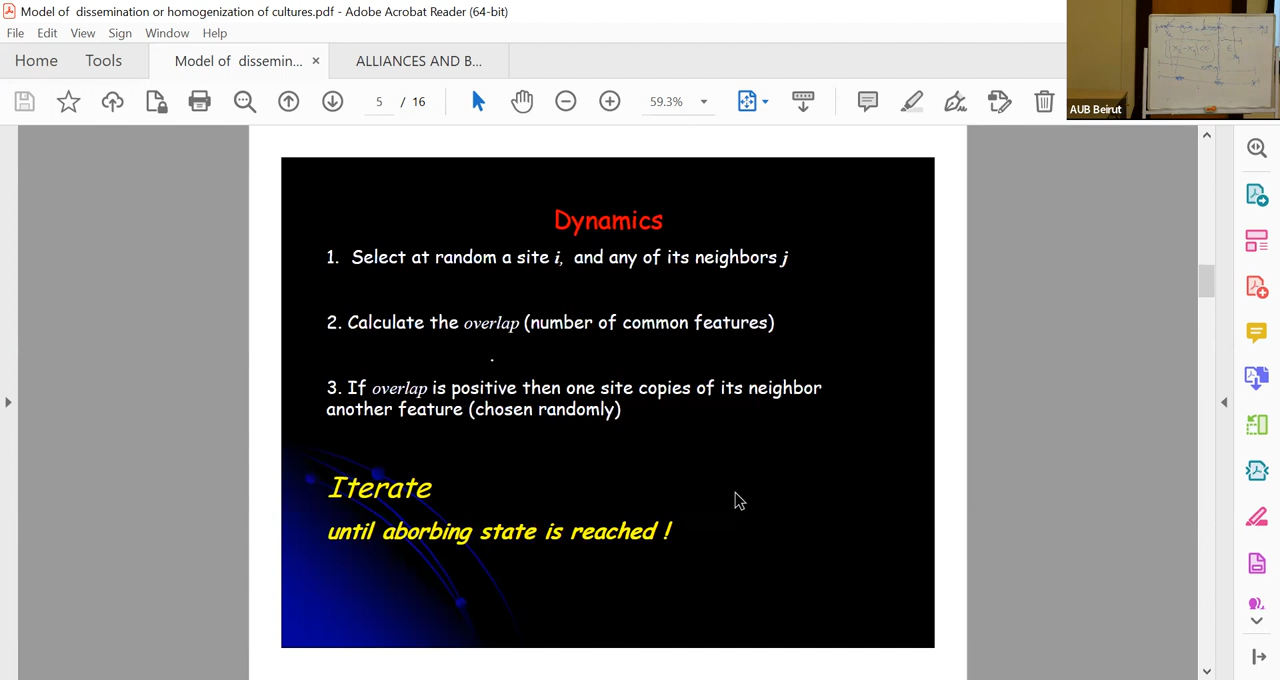 Model of  dissemination or homogenization of cultures.pdf - Adobe Acrobat Reader (64-bit)
File Edit View Sign Window Help
Home Tools Model of dissemin... × ALLIANCES AND B...
5 / 16 59.3%
AUB Beirut
Dynamics
1. Select at random a site i, and any of its neighbors j
2. Calculate the overlap (number of common features)
.
3. If overlap is positive then one site copies of its neighbor
another feature (chosen randomly)
Iterate
until aborbing state is reached !